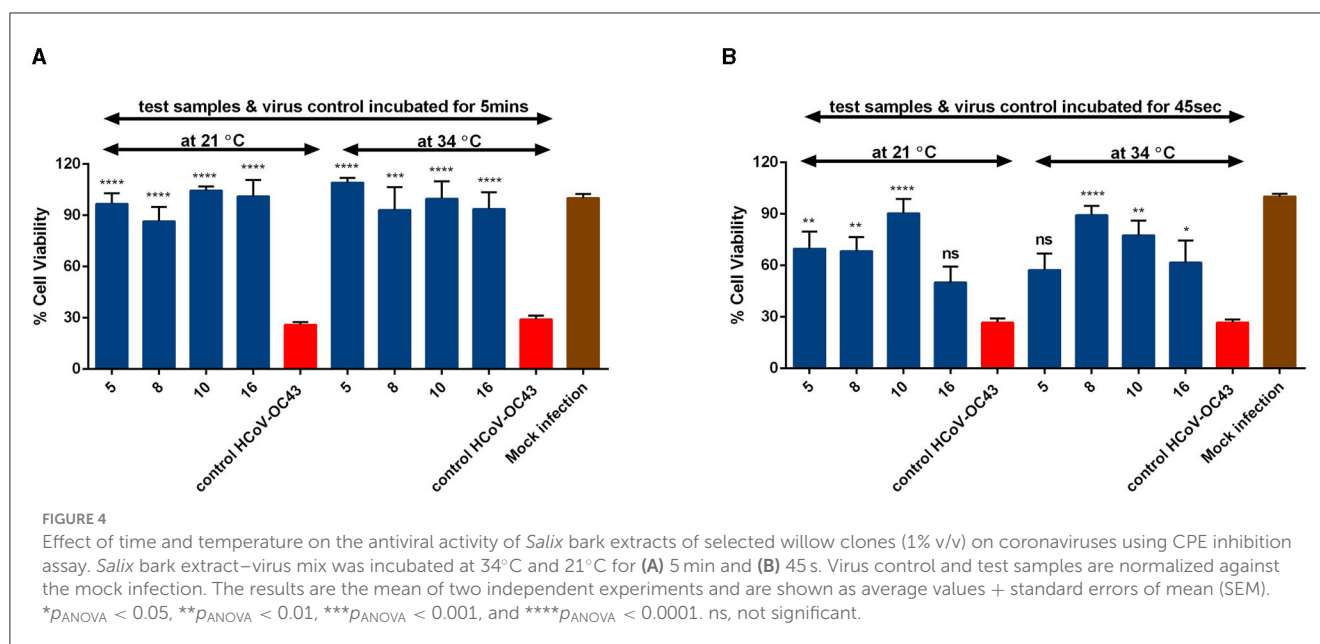 A
test samples & virus control incubated for 5mins
at 21 °C
at 34 °C
**** **** **** **** **** *** **** ****
% Cell Viability
120
90
60
30
0
5 8 10 16 control HCoV-OC43 5 8 10 16 control HCoV-OC43 Mock infection
B
test samples & virus control incubated for 45sec
at 21 °C
at 34 °C
** ** **** ns ns **** ** *
% Cell Viability
120
90
60
30
0
5 8 10 16 control HCoV-OC43 5 8 10 16 control HCoV-OC43 Mock infection
FIGURE 4
Effect of time and temperature on the antiviral activity of Salix bark extracts of selected willow clones (1% v/v) on coronaviruses using CPE inhibition
assay. Salix bark extract–virus mix was incubated at 34°C and 21°C for (A) 5 min and (B) 45 s. Virus control and test samples are normalized against
the mock infection. The results are the mean of two independent experiments and are shown as average values + standard errors of mean (SEM).
*pANOVA < 0.05, **pANOVA < 0.01, ***pANOVA < 0.001, and ****pANOVA < 0.0001. ns, not significant.